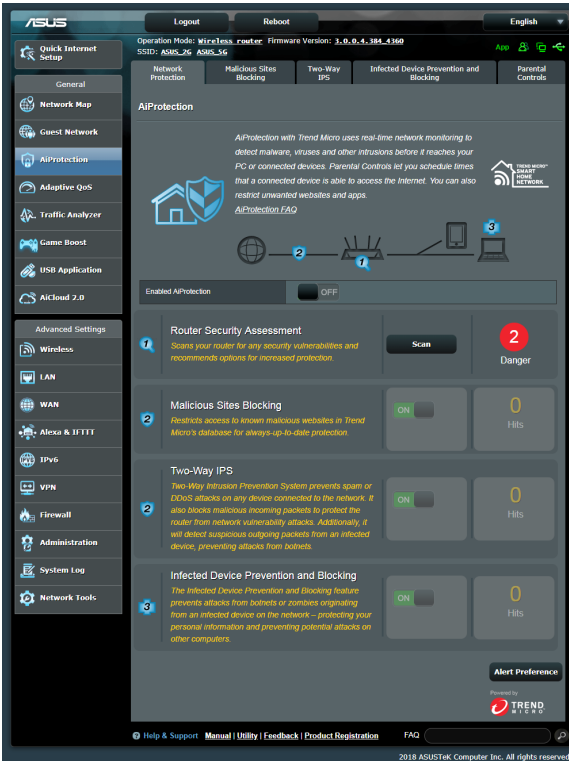 ASUS
Logout
Reboot
English
Quick Internet
Setup
Operation Mode: Wireless router Firmware Version: 3.0.0.4.384_4360
SSID: ASUS_2G ASUS_5G
App
General
Network Map
Guest Network
AiProtection
Adaptive QoS
Traffic Analyzer
Game Boost
USB Application
AiCloud 2.0
Advanced Settings
Wireless
LAN
WAN
Alexa & IFTTT
IPv6
VPN
Firewall
Administration
System Log
Network Tools
Network
Protection
Malicious Sites
Blocking
Two-Way
IPS
Infected Device Prevention and
Blocking
Parental
Controls
AiProtection
AiProtection with Trend Micro uses real-time network monitoring to
detect malware, viruses and other intrusions before it reaches your
PC or connected devices. Parental Controls let you schedule times
that a connected device is able to access the Internet. You can also
restrict unwanted websites and apps.
AiProtection FAQ
TREND MICRO™
SMART
HOME
NETWORK
2
1
3
Enabled AiProtection
OFF
1
Router Security Assessment
Scans your router for any security vulnerabilities and
recommends options for increased protection.
Scan
2
Danger
2
Malicious Sites Blocking
Restricts access to known malicious websites in Trend
Micro's database for always-up-to-date protection.
ON
0
Hits
2
Two-Way IPS
Two-Way Intrusion Prevention System prevents spam or
DDoS attacks on any device connected to the network. It
also blocks malicious incoming packets to protect the
router from network vulnerability attacks. Additionally, it
will detect suspicious outgoing packets from an infected
device, preventing attacks from botnets.
ON
0
Hits
3
Infected Device Prevention and Blocking
The Infected Device Prevention and Blocking feature
prevents attacks from botnets or zombies originating
from an infected device on the network – protecting your
personal information and preventing potential attacks on
other computers.
ON
0
Hits
Alert Preference
Powered by
TREND
MICRO
Help & Support Manual | Utility | Feedback | Product Registration FAQ
2018 ASUSTeK Computer Inc. All rights reserved